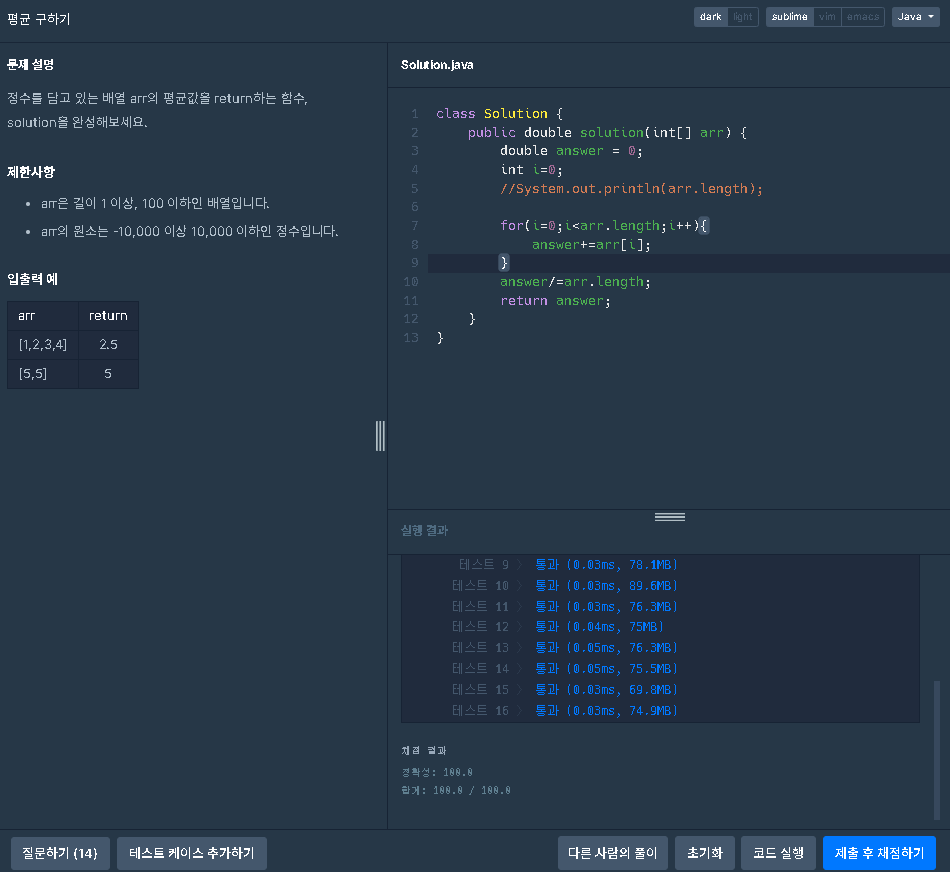 평균 구하기
dark light sublime vim emacs Java
문제 설명
정수를 담고 있는 배열 arr의 평균값을 return하는 함수,
solution을 완성해보세요.
제한사항
arr은 길이 1 이상, 100 이하인 배열입니다.
arr의 원소는 -10,000 이상 10,000 이하인 정수입니다.
입출력 예
arr return
[1,2,3,4] 2.5
[5,5] 5
Solution.java
1 class Solution {
2 public double solution(int[] arr) {
3 double answer = 0;
4 int i=0;
5 //System.out.println(arr.length);
6
7 for(i=0;i<arr.length;i++){
8 answer+=arr[i];
9 }
10 answer/=arr.length;
11 return answer;
12 }
13 }
실행 결과
테스트 9 〉 통과 (0.03ms, 78.1MB)
테스트 10 〉 통과 (0.03ms, 89.6MB)
테스트 11 〉 통과 (0.03ms, 76.3MB)
테스트 12 〉 통과 (0.04ms, 75MB)
테스트 13 〉 통과 (0.05ms, 76.3MB)
테스트 14 〉 통과 (0.05ms, 75.5MB)
테스트 15 〉 통과 (0.03ms, 69.8MB)
테스트 16 〉 통과 (0.03ms, 74.9MB)
채점 결과
정확성: 100.0
합계: 100.0 / 100.0
질문하기 (14) 테스트 케이스 추가하기 다른 사람의 풀이 초기화 코드 실행 제출 후 채점하기